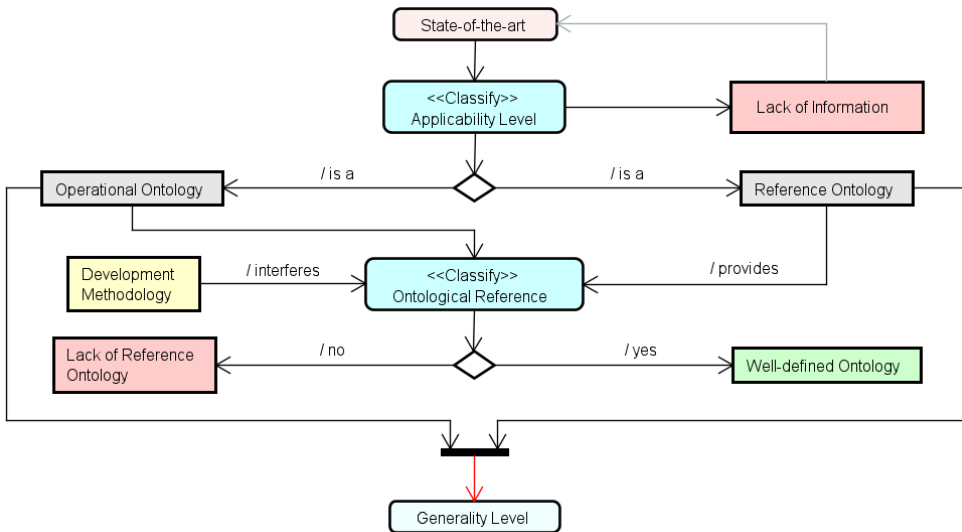 State-of-the-art
<<Classify>>
Applicability Level
Lack of Information
Operational Ontology
/ is a
/ is a
Reference Ontology
Development
Methodology
/ interferes
<<Classify>>
Ontological Reference
/ provides
Lack of Reference
Ontology
/ no
/ yes
Well-defined Ontology
Generality Level